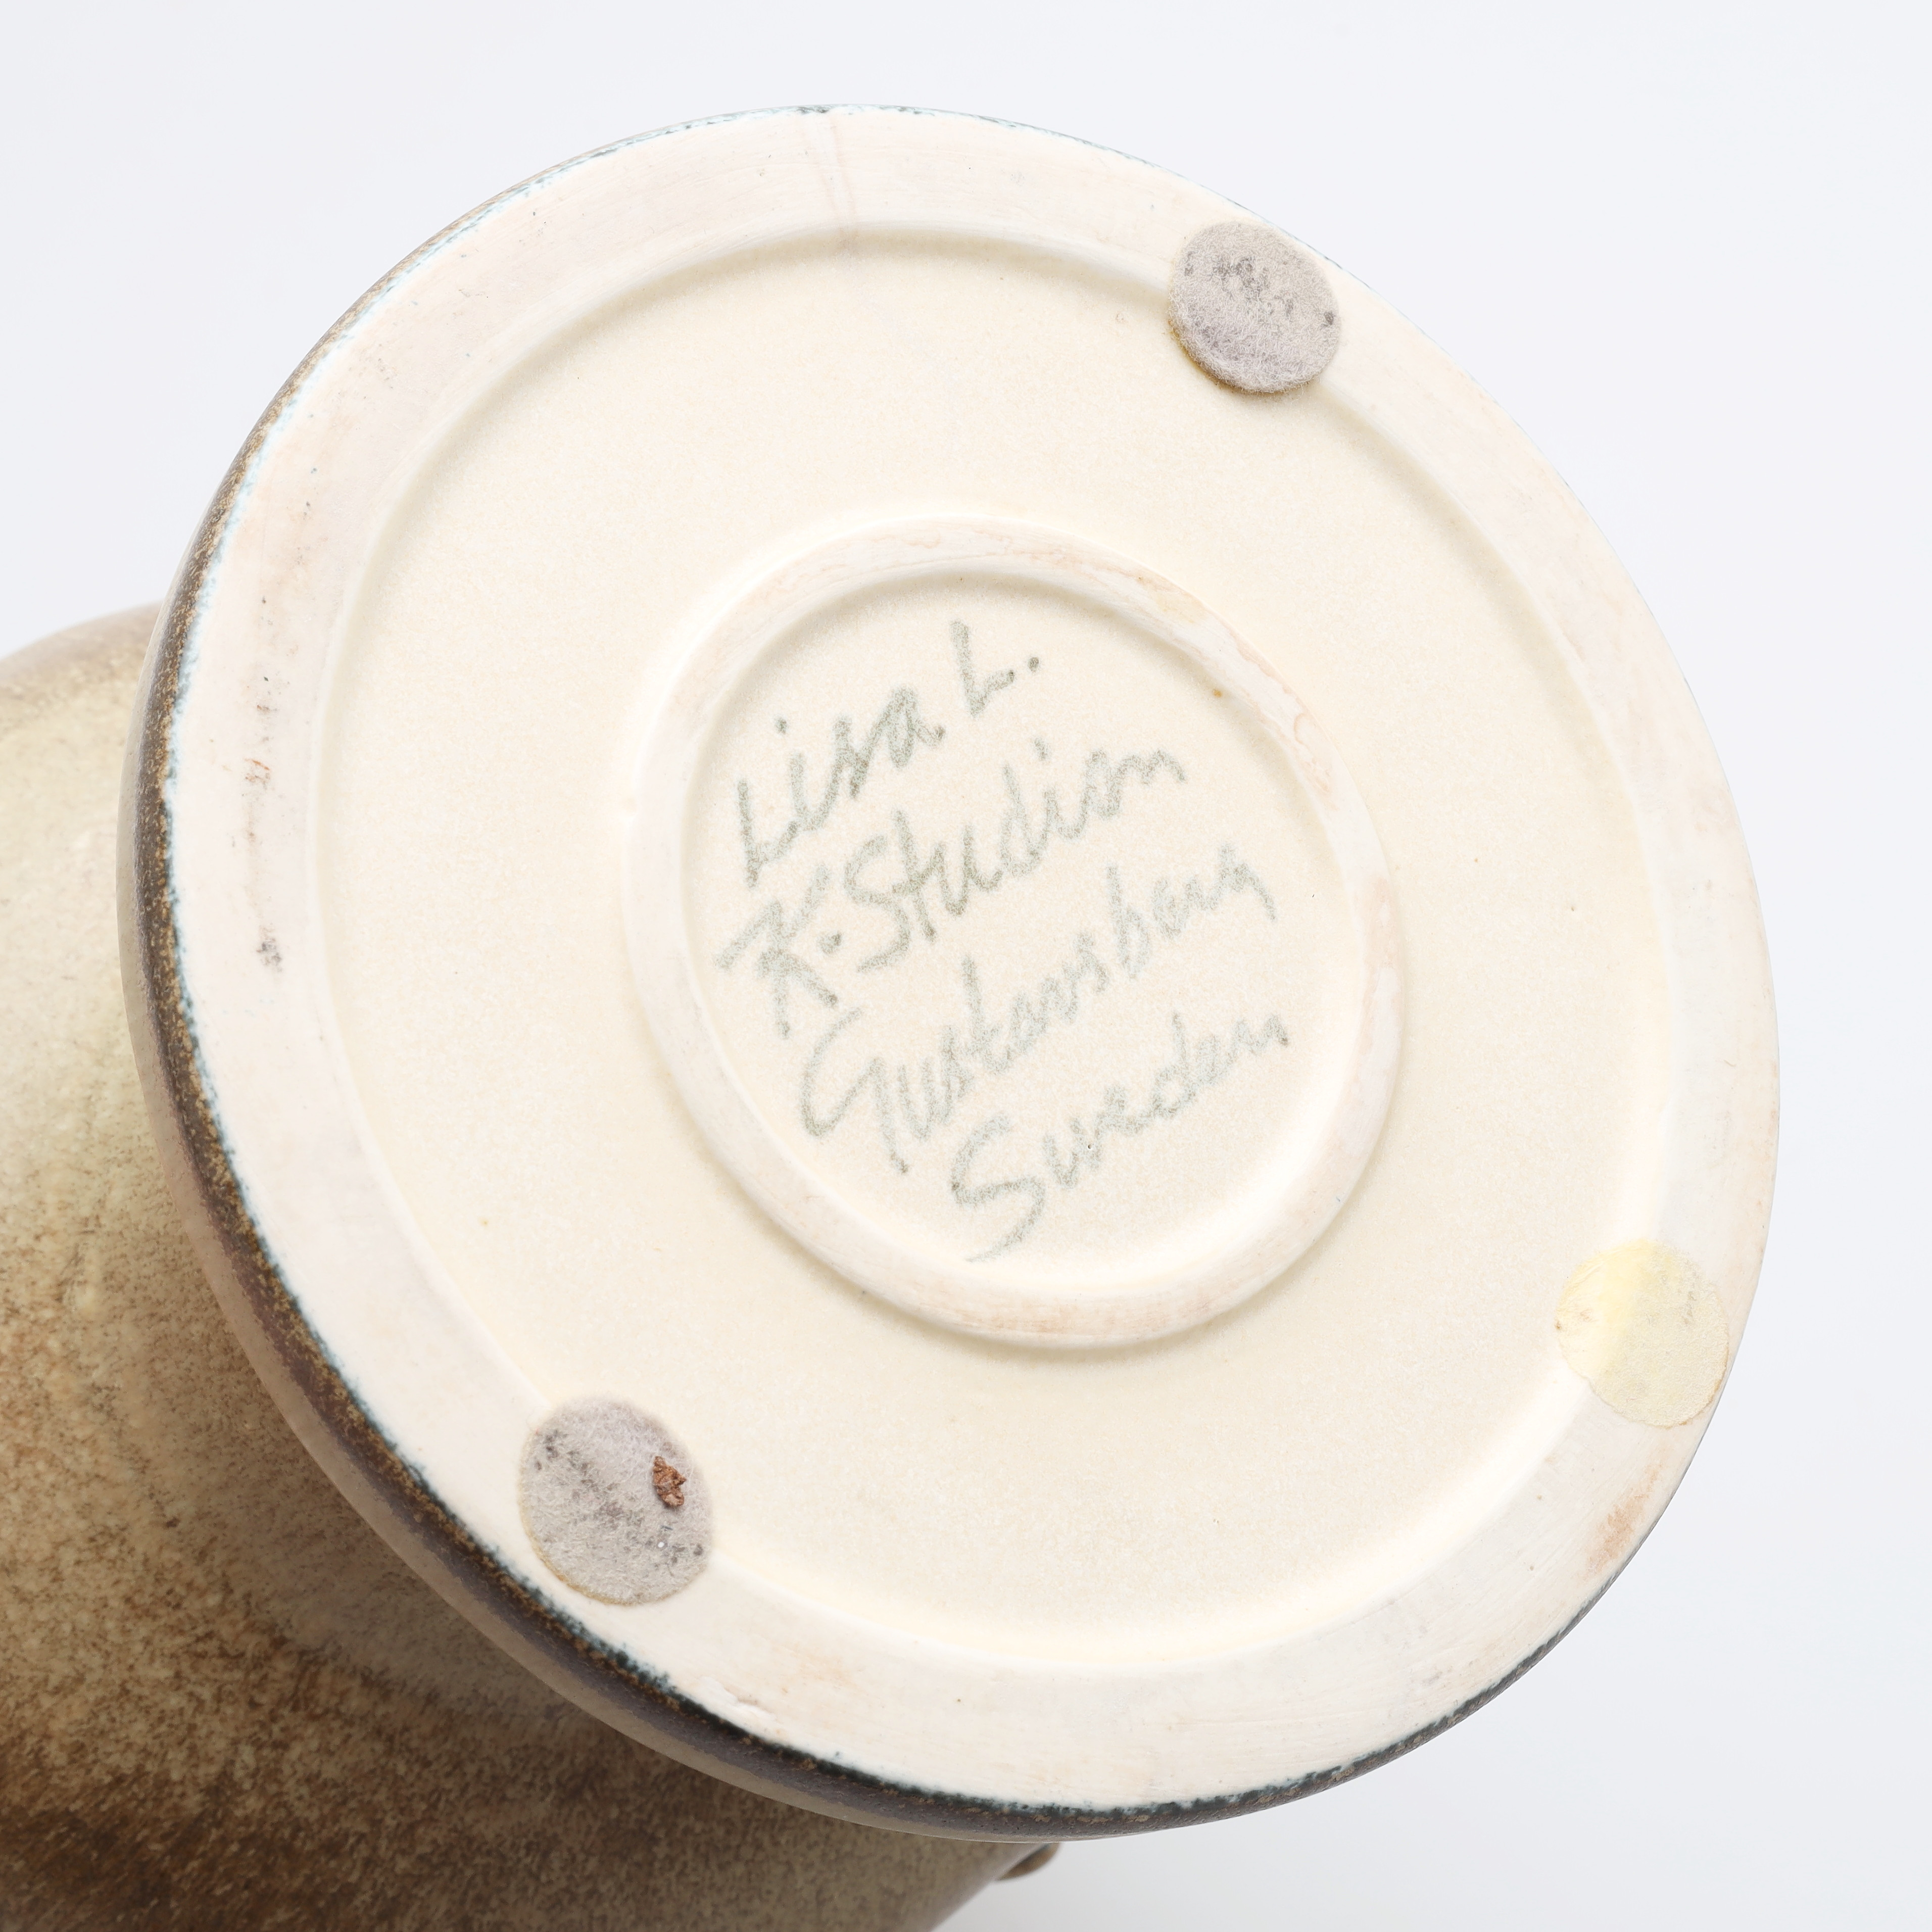 Lisa L.
K-Studion
Gustavsberg
Sweden